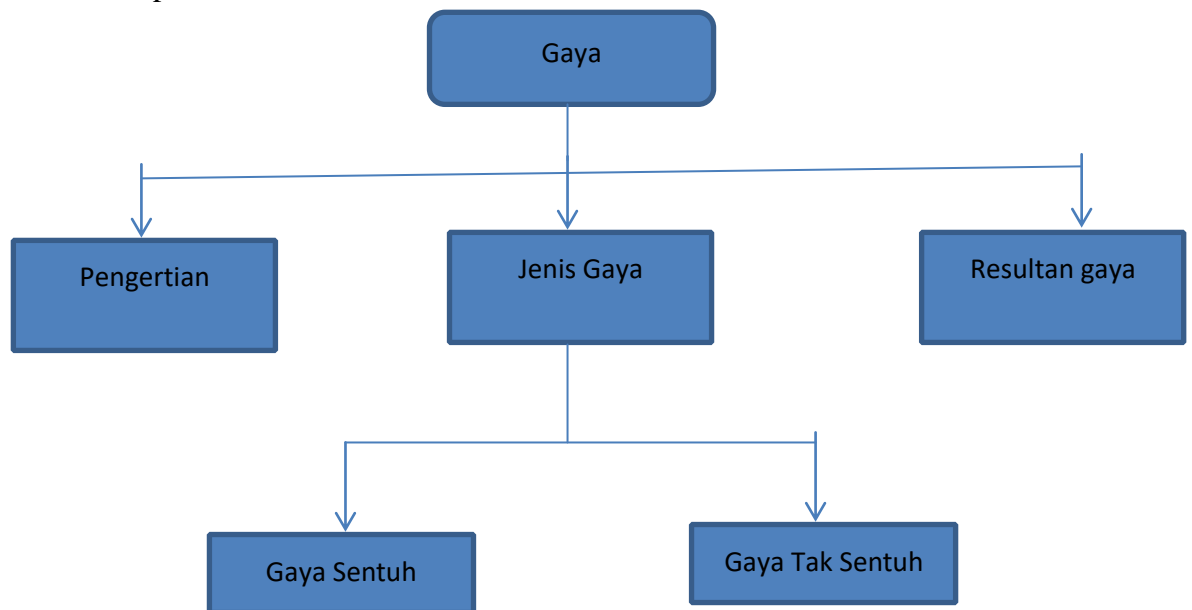 Gaya
Pengertian
Jenis Gaya
Resultan gaya
Gaya Sentuh
Gaya Tak Sentuh